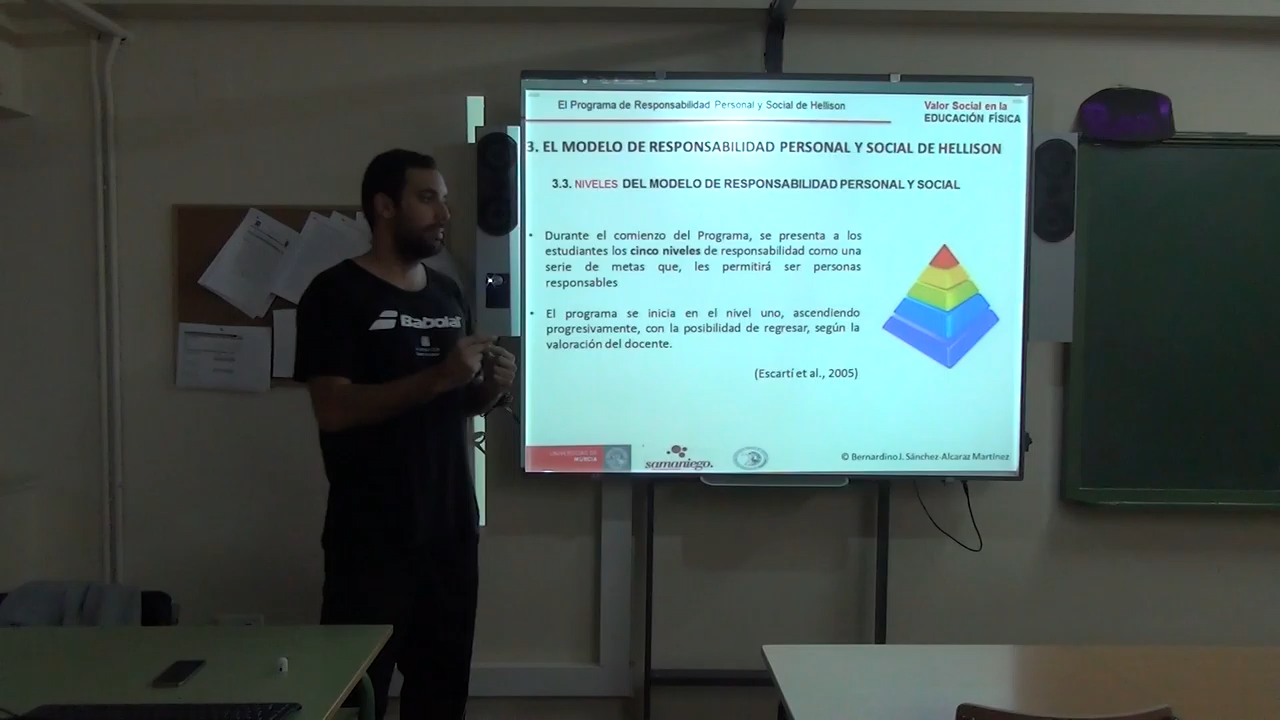 El Programa de Responsabilidad Personal y Social de Hellison
Valor Social en la
EDUCACIÓN FÍSICA
3. EL MODELO DE RESPONSABILIDAD PERSONAL Y SOCIAL DE HELLISON
3.3. NIVELES DEL MODELO DE RESPONSABILIDAD PERSONAL Y SOCIAL
• Durante el comienzo del Programa, se presenta a los
estudiantes los cinco niveles de responsabilidad como una
serie de metas que, les permitirá ser personas
responsables
• El programa se inicia en el nivel uno, ascendiendo
progresivamente, con la posibilidad de regresar, según la
valoración del docente.
(Escartí et al., 2005)
UNIVERSIDAD DE
MURCIA
samaniego.
© Bernardino J. Sánchez-Alcaraz Martínez
Babolat